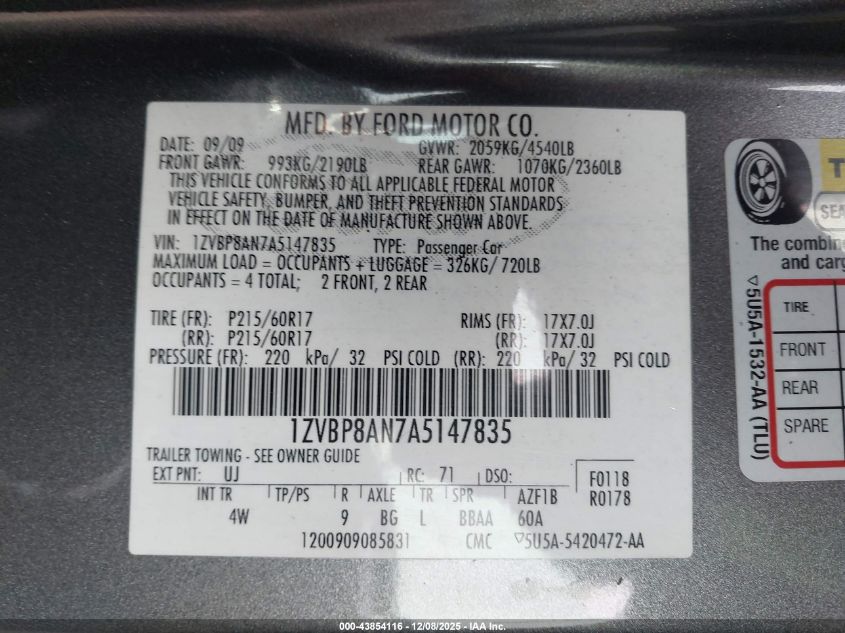 MFD. BY FORD MOTOR CO.
DATE: 09/09 GVWR: 2059KG/4540LB
FRONT GAWR: 993KG/2190LB REAR GAWR: 1070KG/2360LB
THIS VEHICLE CONFORMS TO ALL APPLICABLE FEDERAL MOTOR
VEHICLE SAFETY, BUMPER, AND THEFT PREVENTION STANDARDS
IN EFFECT ON THE DATE OF MANUFACTURE SHOWN ABOVE.
VIN: 1ZVBP8AN7A5147835 TYPE: Passenger Car
MAXIMUM LOAD = OCCUPANTS + LUGGAGE = 326KG/ 720LB
OCCUPANTS = 4 TOTAL; 2 FRONT, 2 REAR
TIRE (FR): P215/60R17 RIMS (FR): 17X7.0J
(RR): P215/60R17 (RR): 17X7.0J
PRESSURE (FR): 220 kPa/ 32 PSI COLD (RR): 220 kPa/ 32 PSI COLD
1ZVBP8AN7A5147835
TRAILER TOWING - SEE OWNER GUIDE
EXT PNT: UJ RC: 71 DSO: F0118
R0178
INT TR TP/PS R AXLE TR SPR AZF1B
4W 9 BG L BBAA 60A
1200909085831 CMC ▽5U5A-5420472-AA
The combin
and carg
▽5U5A-1532-AA (TLU)
TIRE
FRONT
REAR
SPARE
000-43854116 - 12/08/2025 - IAA Inc.